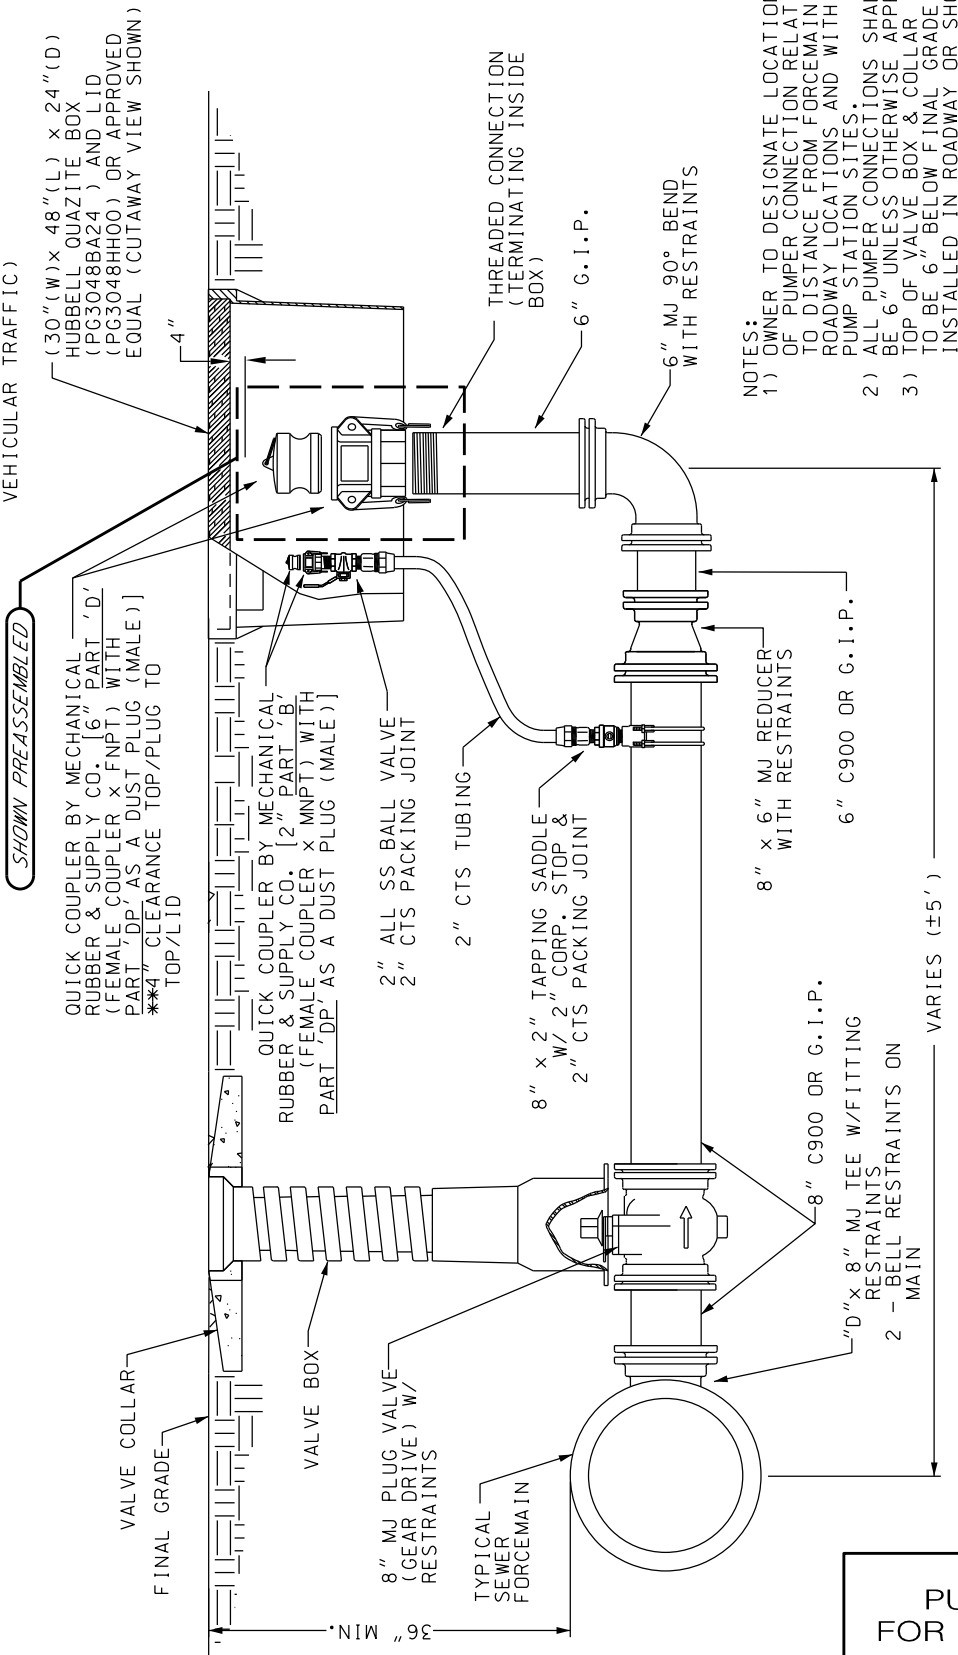 VEHICULAR TRAFFIC)
(30"(W)x 48"(L) x 24"(D)
HUBBELL QUAZITE BOX
(PG3048BA24 ) AND LID
(PG3048HH00) OR APPROVED
EQUAL (CUTAWAY VIEW SHOWN)
4"
SHOWN PREASSEMBLED
QUICK COUPLER BY MECHANICAL
RUBBER & SUPPLY CO. [6" PART 'D'
(FEMALE COUPLER x FNPT) WITH
PART 'DP' AS A DUST PLUG (MALE)]
**4" CLEARANCE TOP/PLUG TO
TOP/LID
QUICK COUPLER BY MECHANICAL
RUBBER & SUPPLY CO. [2" PART 'B'
(FEMALE COUPLER x MNPT) WITH
PART 'DP' AS A DUST PLUG (MALE)]
2" ALL SS BALL VALVE
2" CTS PACKING JOINT
2" CTS TUBING
8" x 2" TAPPING SADDLE
W/ 2" CORP. STOP &
2" CTS PACKING JOINT
THREADED CONNECTION
(TERMINATING INSIDE
BOX)
6" G.I.P.
6" MJ 90° BEND
WITH RESTRAINTS
VALVE COLLAR
FINAL GRADE
VALVE BOX
8" MJ PLUG VALVE
(GEAR DRIVE) W/
RESTRAINTS
TYPICAL
SEWER
FORCEMAIN
36" MIN.
8" x 6" MJ REDUCER
WITH RESTRAINTS
6" C900 OR G.I.P.
8" C900 OR G.I.P.
"D"x 8" MJ TEE W/FITTING
RESTRAINTS
2 - BELL RESTRAINTS ON
MAIN
VARIES (±5')
NOTES:
1) OWNER TO DESIGNATE LOCATION
OF PUMPER CONNECTION RELAT
TO DISTANCE FROM FORCEMAIN
ROADWAY LOCATIONS AND WITH
PUMP STATION SITES.
2) ALL PUMPER CONNECTIONS SHA
BE 6" UNLESS OTHERWISE APP
3) TOP OF VALVE BOX & COLLAR
TO BE 6" BELOW FINAL GRADE
INSTALLED IN ROADWAY OR SH
PU
FOR